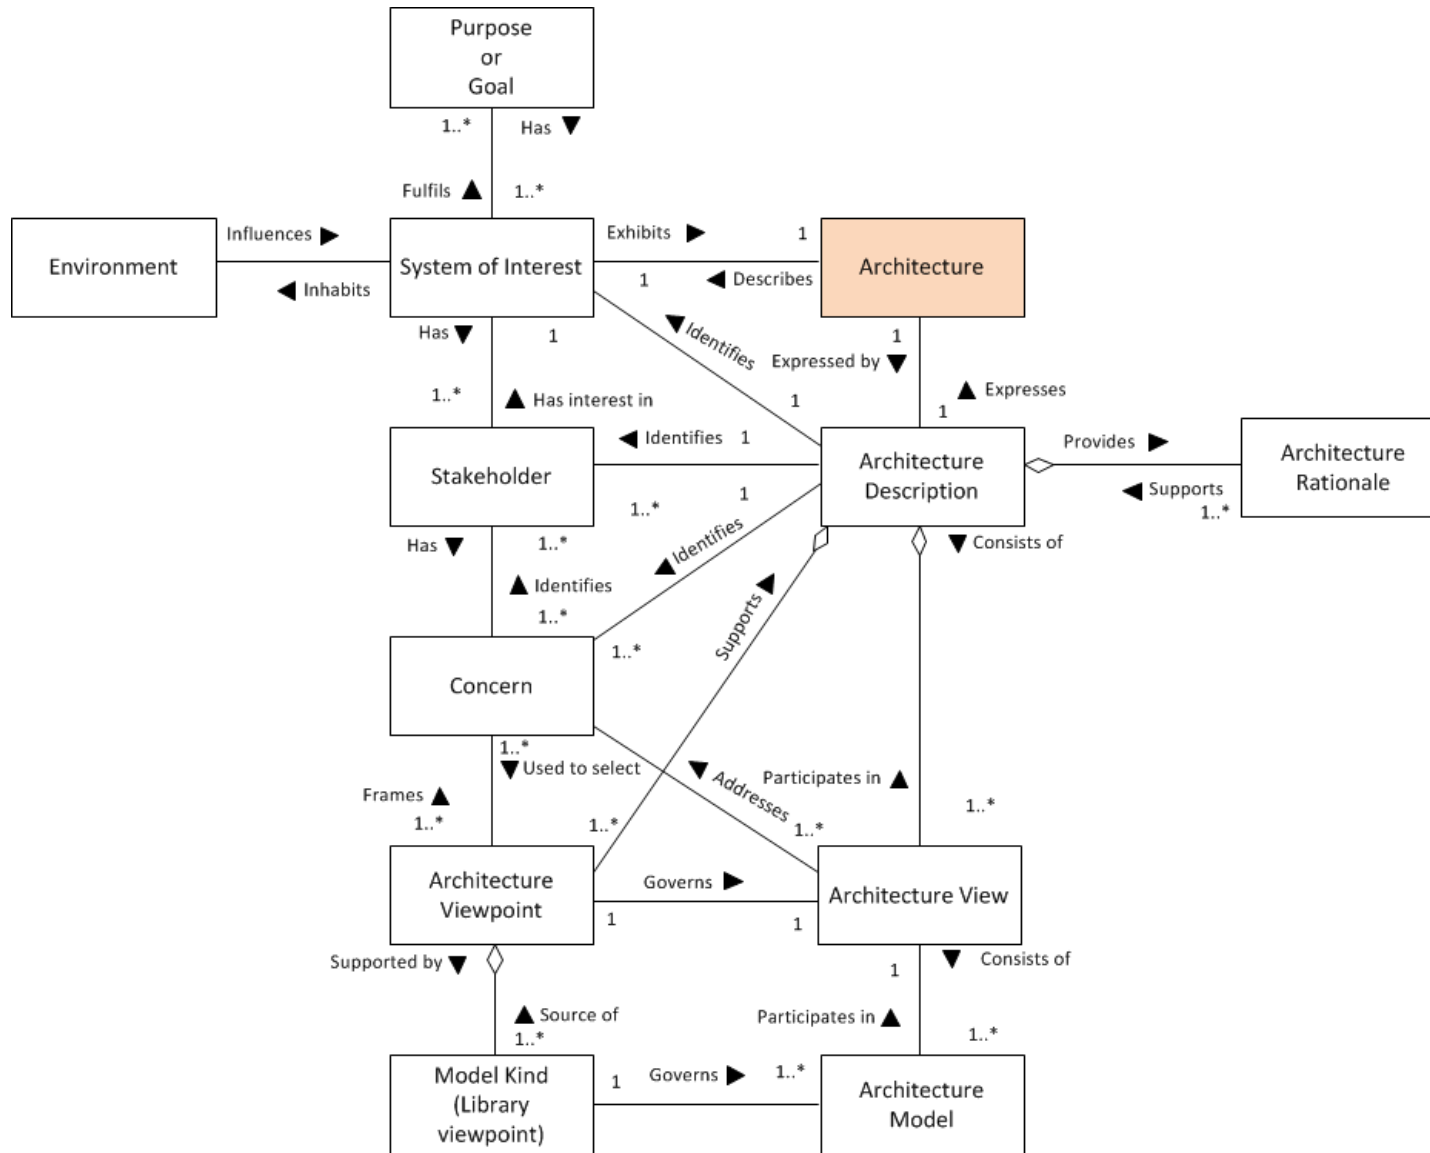 Purpose
or
Goal
1..*
Has
Fulfils
1..*
Environment
Influences
Inhabits
System of Interest
Exhibits
1
1
Describes
Architecture
Has
1
Identifies
1
Expressed by
1..*
Has interest in
1
Expresses
1
Stakeholder
Identifies
1
Architecture
Description
Provides
Supports
1..*
Architecture
Rationale
1..*
1
Has
1..*
Identifies
Consists of
Identifies
1..*
1..*
Supports
Concern
1..*
Used to select
Addresses
Participates in
Frames
1..*
1..*
1..*
1..*
Architecture
Viewpoint
Governs
1
1
Architecture View
Supported by
1
Consists of
Source of
1..*
Participates in
1..*
Model Kind
(Library
viewpoint)
1
Governs
1..*
Architecture
Model